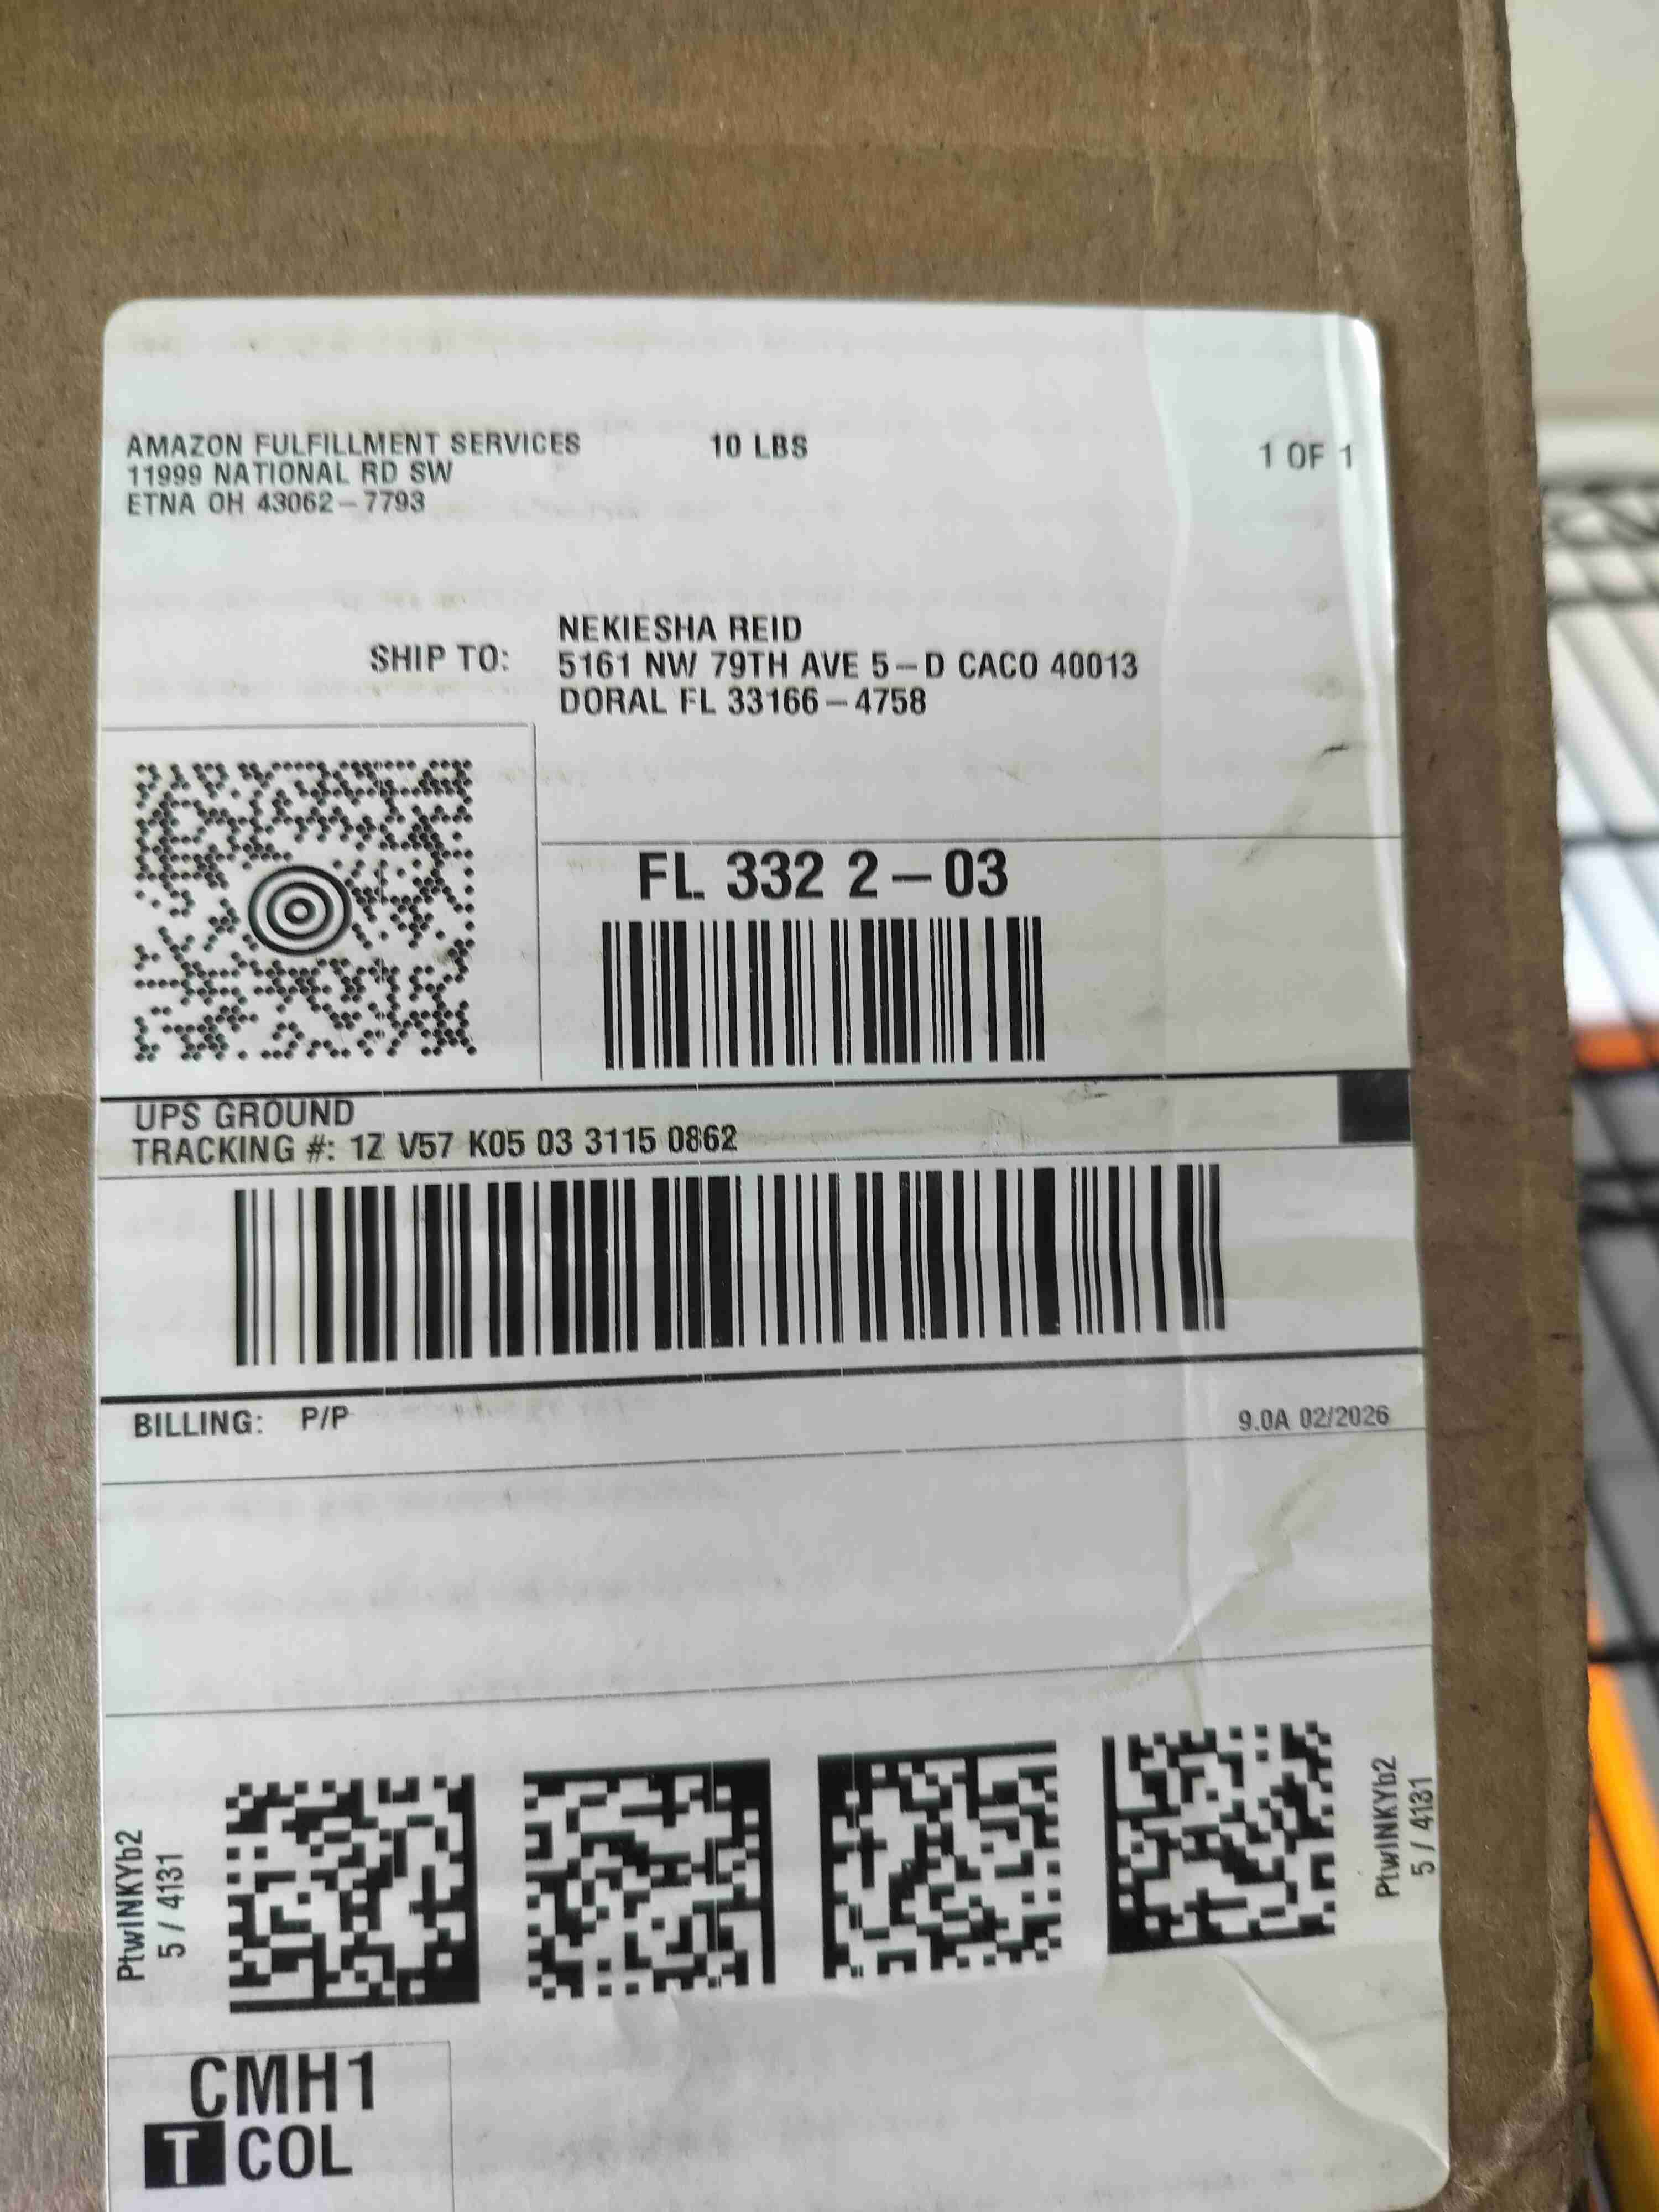 AMAZON FULFILLMENT SERVICES 10 LBS 1 OF 1
11999 NATIONAL RD SW
ETNA OH 43062-7793
SHIP TO:
NEKIESHA REID
5161 NW 79TH AVE 5-D CACO 40013
DORAL FL 33166-4758
FL 332 2-03
UPS GROUND
TRACKING #: 1Z V57 K05 03 3115 0862
BILLING: P/P 9.0A 02/2026
PtwiNKYb2
5 / 4131
PtwiNKYb2
5 / 4131
CMH1
T COL